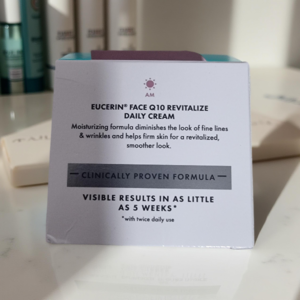 AM
EUCERIN® FACE Q10 REVITALIZE
DAILY CREAM
Moisturizing formula diminishes the look of fine lines
& wrinkles and helps firm skin for a revitalized,
smoother look.
CLINICALLY PROVEN FORMULA
VISIBLE RESULTS IN AS LITTLE
AS 5 WEEKS*
*with twice daily use